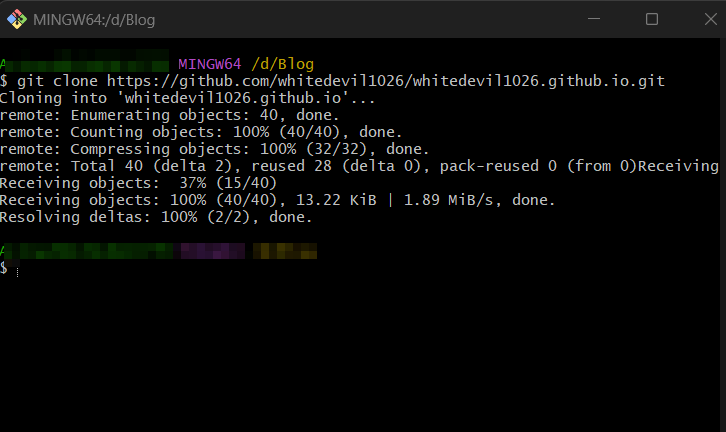 MINGW64:/d/Blog
MINGW64 /d/Blog
$ git clone https://github.com/whitedevil1026/whitedevil1026.github.io.git
Cloning into 'whitedevil1026.github.io'...
remote: Enumerating objects: 40, done.
remote: Counting objects: 100% (40/40), done.
remote: Compressing objects: 100% (32/32), done.
remote: Total 40 (delta 2), reused 28 (delta 0), pack-reused 0 (from 0)Receiving
Receiving objects:  37% (15/40)
Receiving objects: 100% (40/40), 13.22 KiB | 1.89 MiB/s, done.
Resolving deltas: 100% (2/2), done.
$